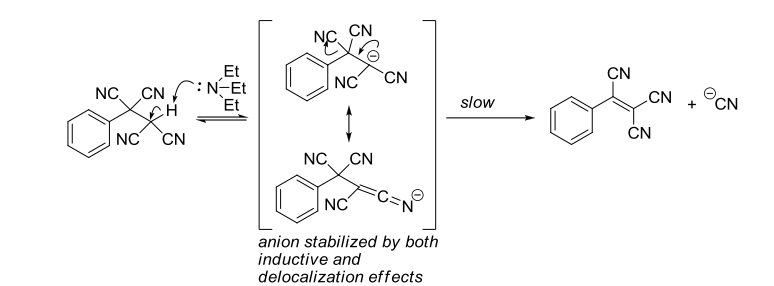 NC CN H
NC CN
: N Et
Et
Et
NC CN
⊖
NC CN
NC CN
NC C N ⊖
anion stabilized by both
inductive and
delocalization effects
slow
CN
CN
CN
+ ⊖CN